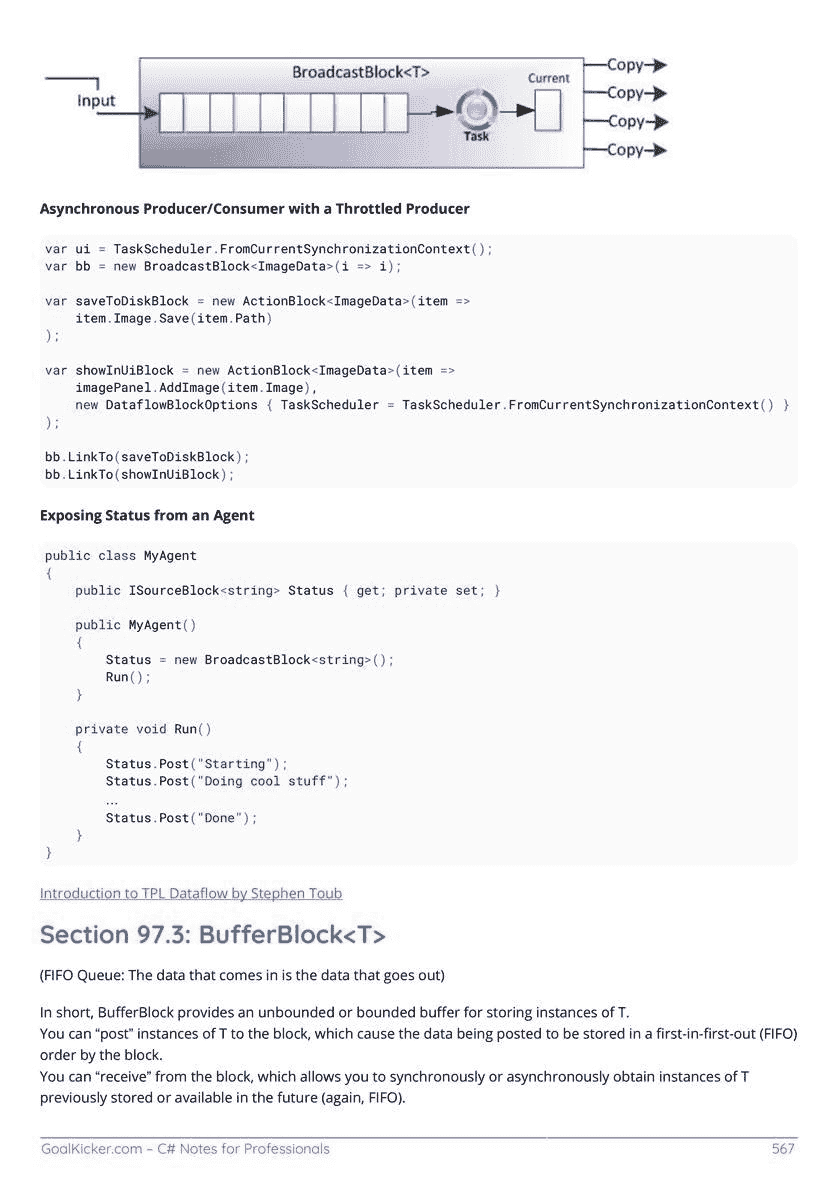 BroadcastBlock<T>
Input
Task
Current
Copy
Copy
Copy
Copy
Asynchronous Producer/Consumer with a Throttled Producer
var ui = TaskScheduler.FromCurrentSynchronizationContext();
var bb = new BroadcastBlock<ImageData>(i => i);
var saveToDiskBlock = new ActionBlock<ImageData>(item =>
    item.Image.Save(item.Path)
);
var showInUiBlock = new ActionBlock<ImageData>(item =>
    imagePanel.AddImage(item.Image),
    new DataflowBlockOptions { TaskScheduler = TaskScheduler.FromCurrentSynchronizationContext() }
);
bb.LinkTo(saveToDiskBlock);
bb.LinkTo(showInUiBlock);
Exposing Status from an Agent
public class MyAgent
{
    public ISourceBlock<string> Status { get; private set; }
    public MyAgent()
    {
        Status = new BroadcastBlock<string>();
        Run();
    }
    private void Run()
    {
        Status.Post("Starting");
        Status.Post("Doing cool stuff");
        …
        Status.Post("Done");
    }
}
Introduction to TPL Dataflow by Stephen Toub
Section 97.3: BufferBlock<T>
(FIFO Queue: The data that comes in is the data that goes out)
In short, BufferBlock provides an unbounded or bounded buffer for storing instances of T.
You can “post” instances of T to the block, which cause the data being posted to be stored in a first-in-first-out (FIFO)
order by the block.
You can “receive” from the block, which allows you to synchronously or asynchronously obtain instances of T
previously stored or available in the future (again, FIFO).
GoalKicker.com – C# Notes for Professionals
567